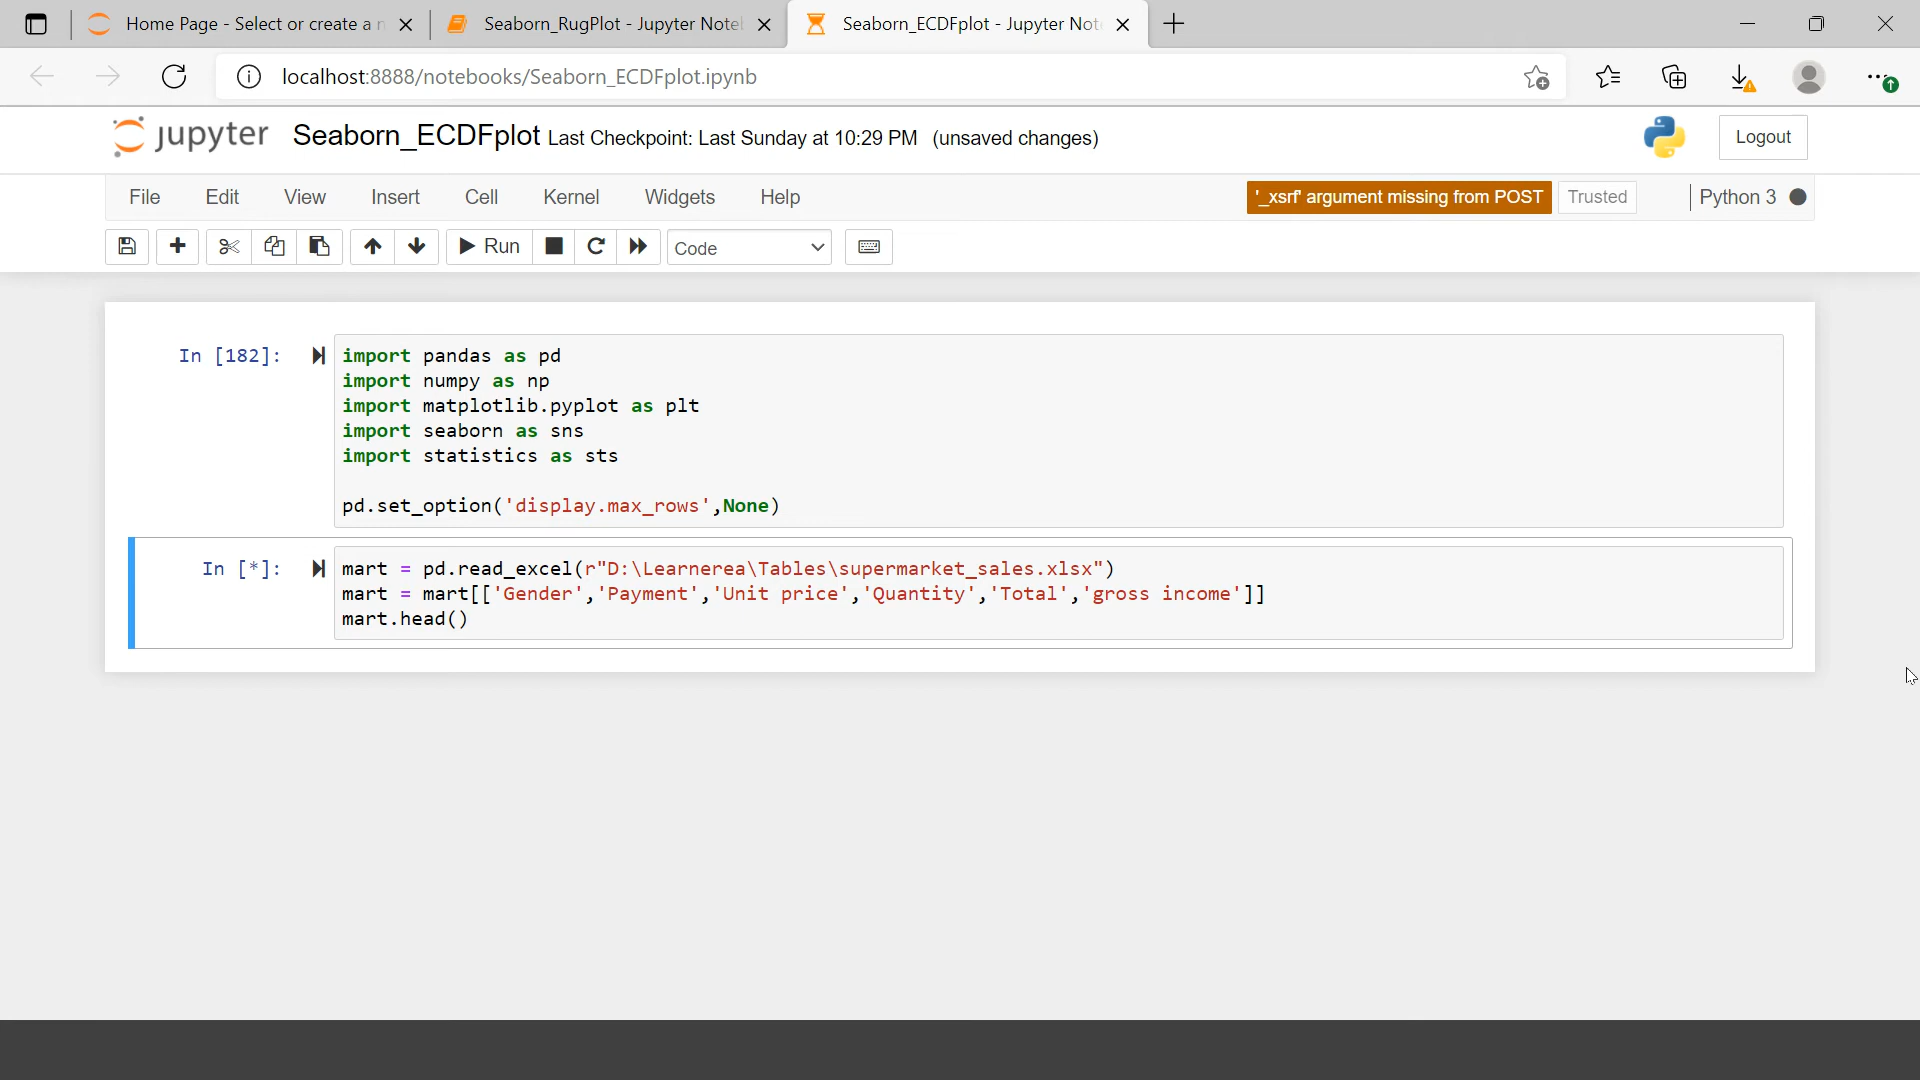 Home Page - Select or create a n
Seaborn_RugPlot - Jupyter Note
Seaborn_ECDFplot - Jupyter Not
localhost:8888/notebooks/Seaborn_ECDFplot.ipynb
jupyter Seaborn_ECDFplot Last Checkpoint: Last Sunday at 10:29 PM (unsaved changes)
Logout
File Edit View Insert Cell Kernel Widgets Help
'_xsrf' argument missing from POST
Trusted
Python 3
Run
Code
In [182]:
import pandas as pd
import numpy as np
import matplotlib.pyplot as plt
import seaborn as sns
import statistics as sts
pd.set_option('display.max_rows',None)
In [*]:
mart = pd.read_excel(r"D:\Learnerea\Tables\supermarket_sales.xlsx")
mart = mart[['Gender','Payment','Unit price','Quantity','Total','gross income']]
mart.head()